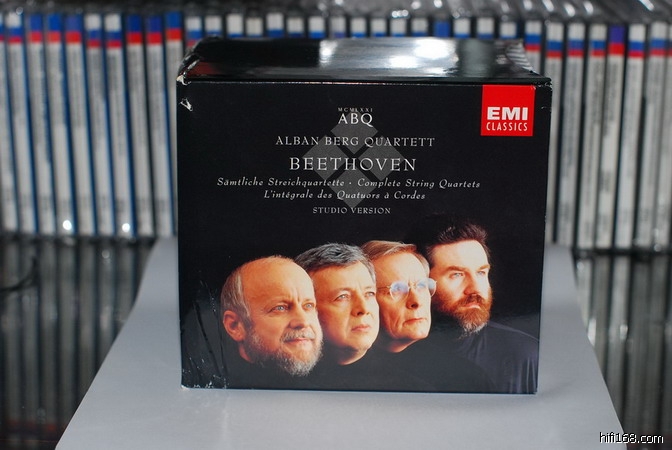 MCMLXXI
ABQ
EMI
CLASSICS
ALBAN BERG QUARTETT
BEETHOVEN
Sämtliche Streichquartette · Complete String Quartets
L'intégrale des Quatuors à Cordes
STUDIO VERSION
hifi168.com